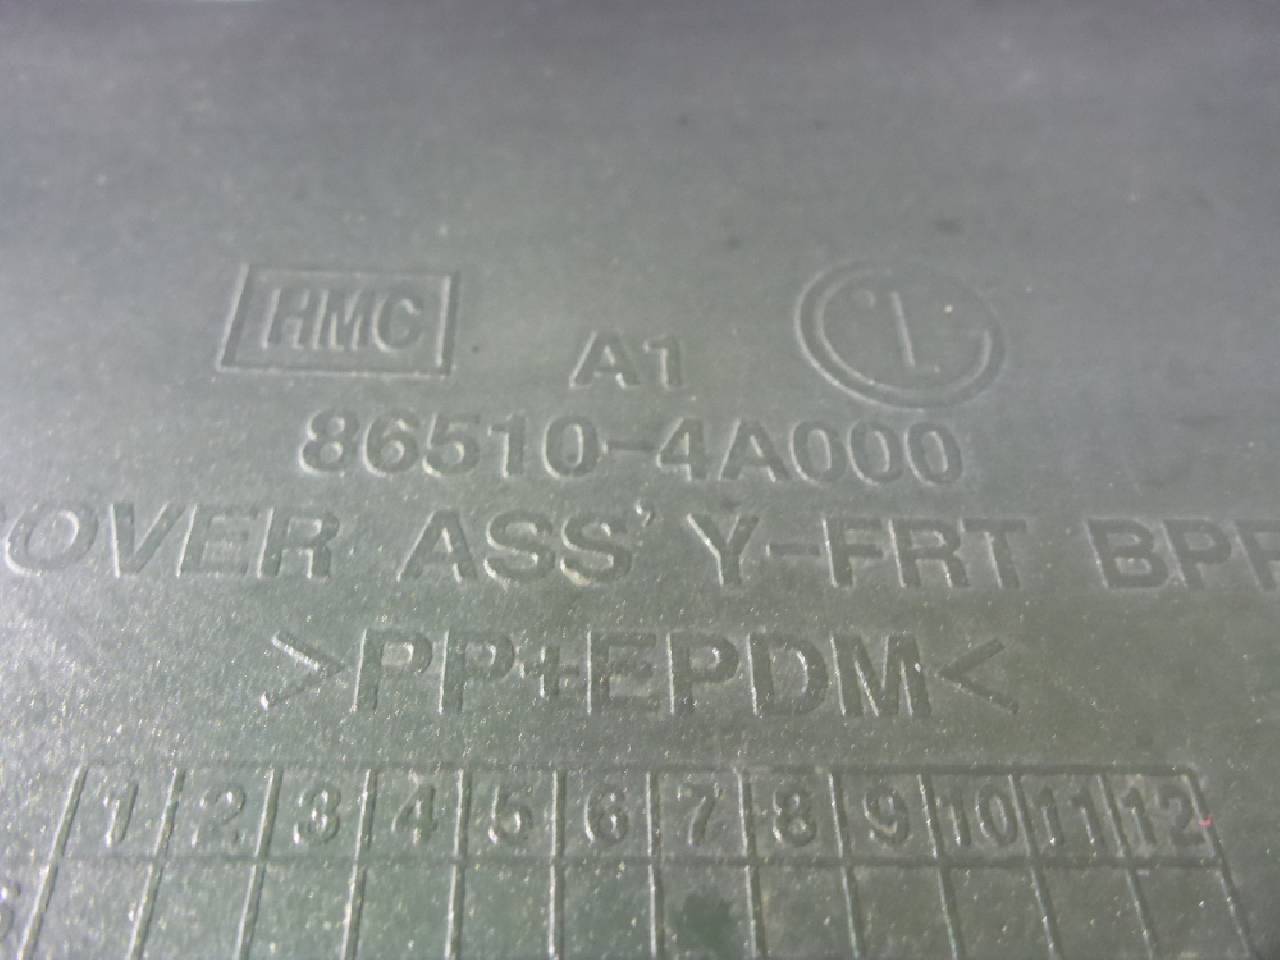 HMC
A1
L
86510-4A000
COVER ASS'Y-FRT BPR
>PP+EPDM<
1 2 3 4 5 6 7 8 9 10 11 12